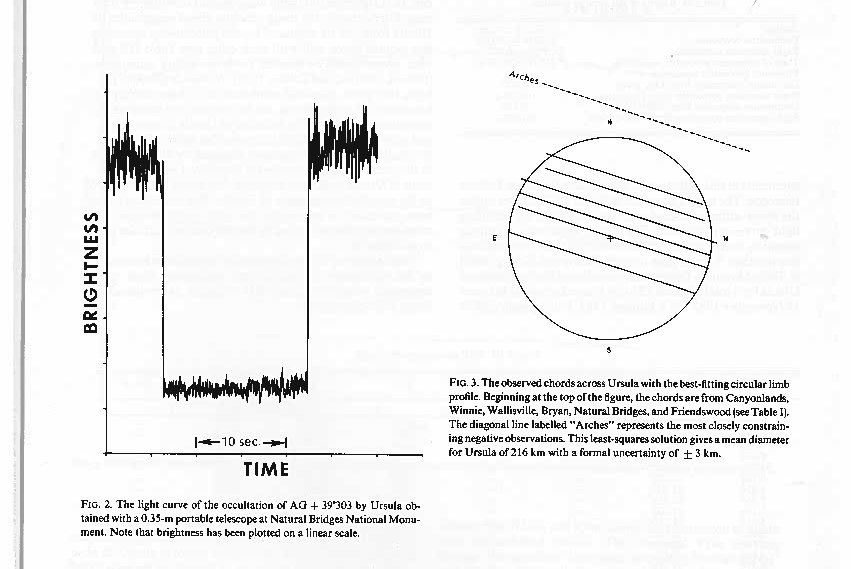 BRIGHTNESS
10 sec.
TIME
FIG. 2. The light curve of the occultation of AG + 39°303 by Ursula ob-
tained with a 0.35-m portable telescope at Natural Bridges National Monu-
ment. Note that brightness has been plotted on a linear scale.
Arches
N
E
W
S
FIG. 3. The observed chords across Ursula with the best-fitting circular limb
profile. Beginning at the top of the figure, the chords are from Canyonlands,
Winnie, Wallisville, Bryan, Natural Bridges, and Friendswood (see Table I).
The diagonal line labelled "Arches" represents the most closely constrain-
ing negative observations. This least-squares solution gives a mean diameter
for Ursula of 216 km with a formal uncertainty of ± 3 km.